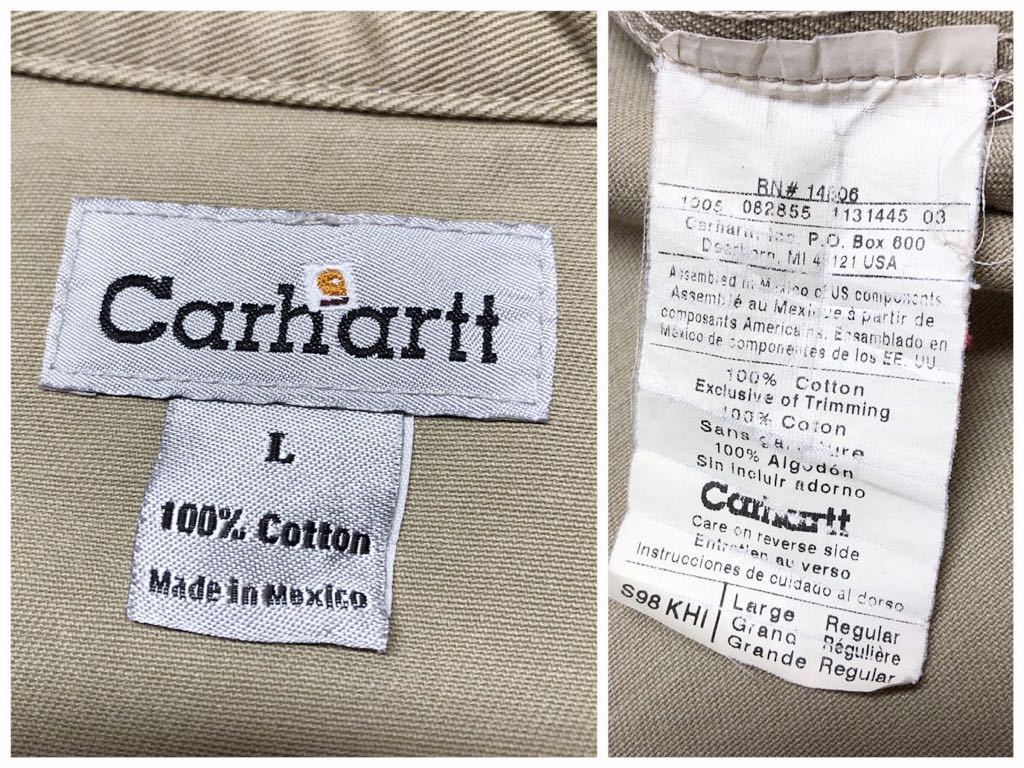 Carhartt
L
100% Cotton
Made in Mexico
RN# 14806
1005 082855 1131445 03
Carhartt, Inc. P.O. Box 600
Dearborn, MI 48121 USA
Assembled in Mexico of US components
Assemblé au Mexique à partir de
composants Americains. Ensamblado en
Mexico de componentes de los EE. UU.
100% Cotton
Exclusive of Trimming
100% Coton
Sans garniture
100% Algodón
Sin incluir adorno
Carhartt
Care on reverse side
Entretien au verso
Instrucciones de cuidado al dorso
S98 KHI
Large Regular
Grand Régulière
Grande Regular